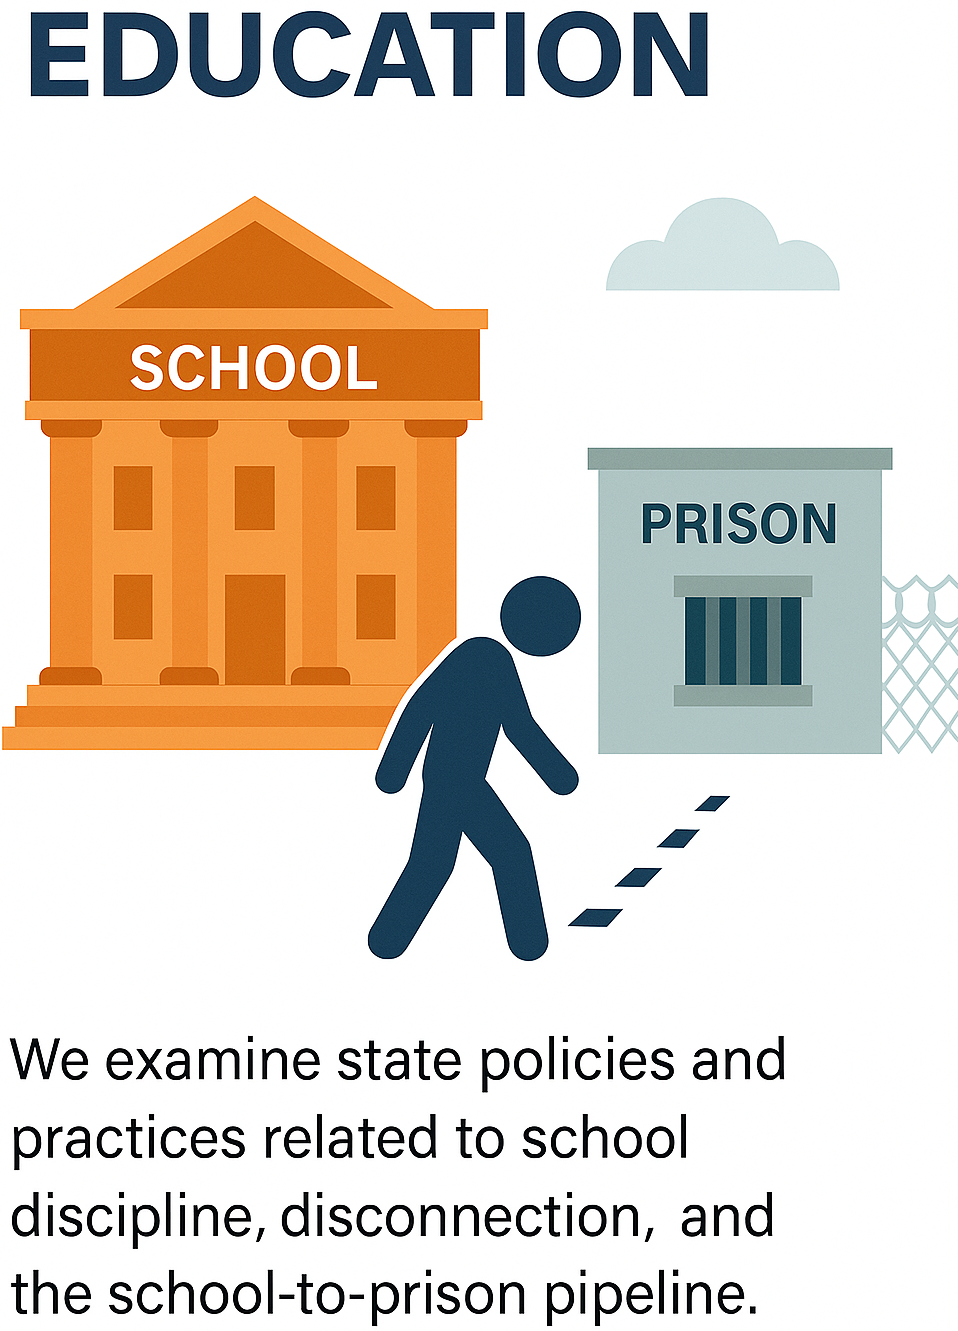 EDUCATION
SCHOOL
PRISON
We examine state policies and
practices related to school
discipline, disconnection, and
the school-to-prison pipeline.